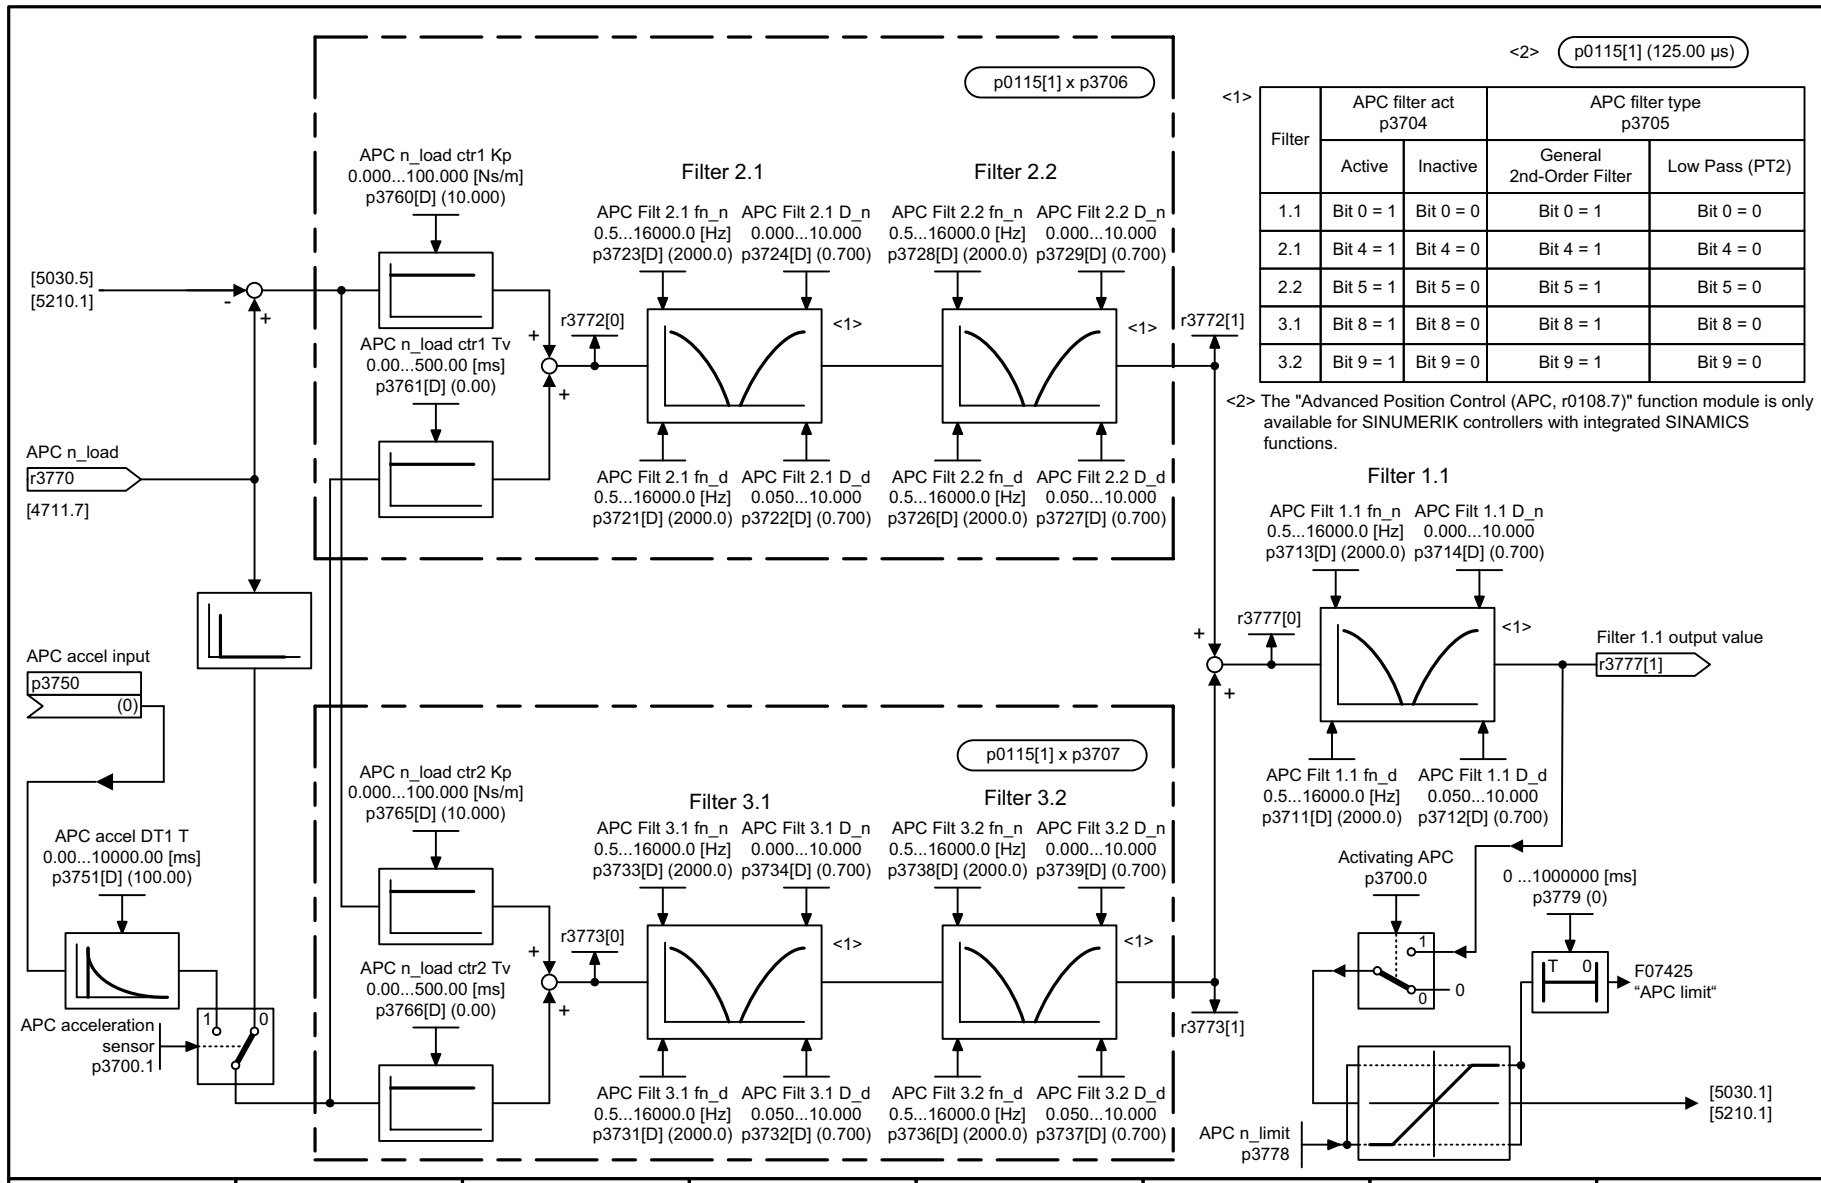 p0115[1] x p3706
<2> p0115[1] (125.00 µs)
<1>
Filter
APC filter act
p3704
APC filter type
p3705
Active
Inactive
General
2nd-Order Filter
Low Pass (PT2)
1.1 Bit 0 = 1 Bit 0 = 0 Bit 0 = 1 Bit 0 = 0
2.1 Bit 4 = 1 Bit 4 = 0 Bit 4 = 1 Bit 4 = 0
2.2 Bit 5 = 1 Bit 5 = 0 Bit 5 = 1 Bit 5 = 0
3.1 Bit 8 = 1 Bit 8 = 0 Bit 8 = 1 Bit 8 = 0
3.2 Bit 9 = 1 Bit 9 = 0 Bit 9 = 1 Bit 9 = 0
<2> The "Advanced Position Control (APC, r0108.7)" function module is only
available for SINUMERIK controllers with integrated SINAMICS
functions.
APC n_load ctr1 Kp
0.000...100.000 [Ns/m]
p3760[D] (10.000)
Filter 2.1
Filter 2.2
APC Filt 2.1 fn_n
0.5...16000.0 [Hz]
p3723[D] (2000.0)
APC Filt 2.1 D_n
0.000...10.000
p3724[D] (0.700)
APC Filt 2.2 fn_n
0.5...16000.0 [Hz]
p3728[D] (2000.0)
APC Filt 2.2 D_n
0.000...10.000
p3729[D] (0.700)
[5030.5]
[5210.1]
-
+
APC n_load ctr1 Tv
0.00...500.00 [ms]
p3761[D] (0.00)
+
+
r3772[0]
<1>
<1>
r3772[1]
APC n_load
r3770
[4711.7]
APC Filt 2.1 fn_d
0.5...16000.0 [Hz]
p3721[D] (2000.0)
APC Filt 2.1 D_d
0.050...10.000
p3722[D] (0.700)
APC Filt 2.2 fn_d
0.5...16000.0 [Hz]
p3726[D] (2000.0)
APC Filt 2.2 D_d
0.050...10.000
p3727[D] (0.700)
Filter 1.1
APC Filt 1.1 fn_n
0.5...16000.0 [Hz]
p3713[D] (2000.0)
APC Filt 1.1 D_n
0.000...10.000
p3714[D] (0.700)
+
+
r3777[0]
<1>
Filter 1.1 output value
r3777[1]
APC Filt 1.1 fn_d
0.5...16000.0 [Hz]
p3711[D] (2000.0)
APC Filt 1.1 D_d
0.050...10.000
p3712[D] (0.700)
APC accel input
p3750
(0)
APC accel DT1 T
0.00...10000.00 [ms]
p3751[D] (100.00)
APC acceleration
sensor
p3700.1
1
0
p0115[1] x p3707
APC n_load ctr2 Kp
0.000...100.000 [Ns/m]
p3765[D] (10.000)
Filter 3.1
Filter 3.2
APC Filt 3.1 fn_n
0.5...16000.0 [Hz]
p3733[D] (2000.0)
APC Filt 3.1 D_n
0.000...10.000
p3734[D] (0.700)
APC Filt 3.2 fn_n
0.5...16000.0 [Hz]
p3738[D] (2000.0)
APC Filt 3.2 D_n
0.000...10.000
p3739[D] (0.700)
APC n_load ctr2 Tv
0.00...500.00 [ms]
p3766[D] (0.00)
+
+
r3773[0]
<1>
<1>
r3773[1]
APC Filt 3.1 fn_d
0.5...16000.0 [Hz]
p3731[D] (2000.0)
APC Filt 3.1 D_d
0.050...10.000
p3732[D] (0.700)
APC Filt 3.2 fn_d
0.5...16000.0 [Hz]
p3736[D] (2000.0)
APC Filt 3.2 D_d
0.050...10.000
p3737[D] (0.700)
Activating APC
p3700.0
1
0
0
0 ...1000000 [ms]
p3779 (0)
T 0
F07425
“APC limit“
APC n_limit
p3778
[5030.1]
[5210.1]